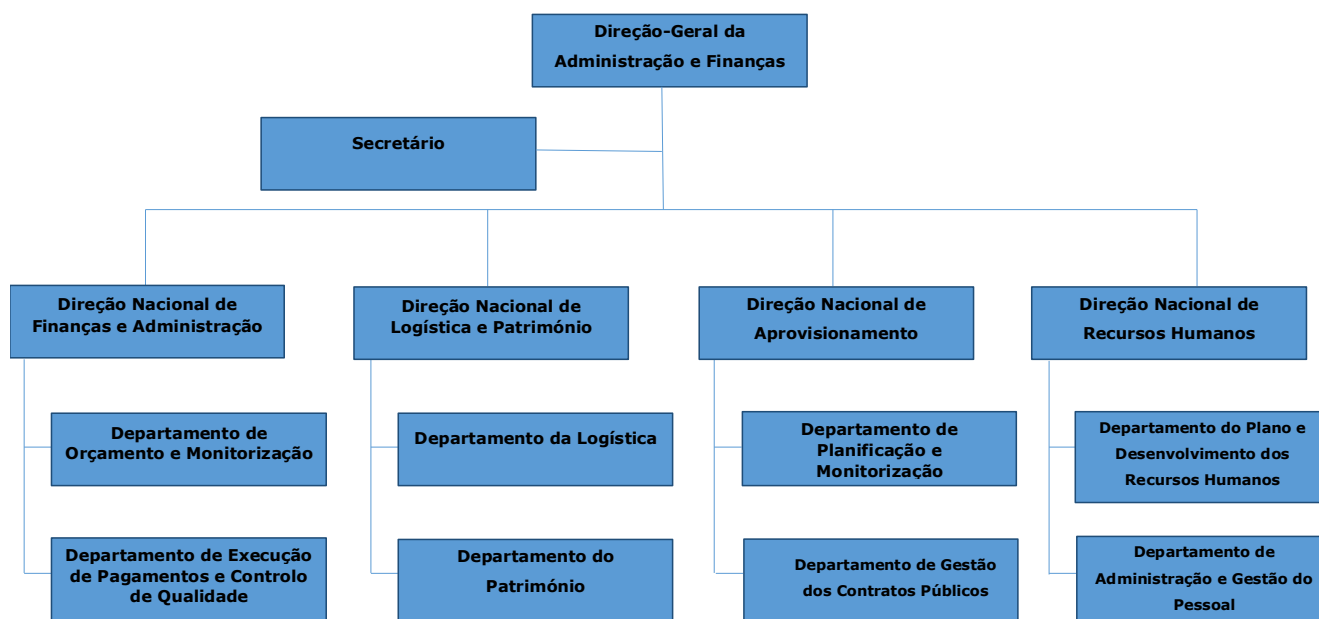 Direção-Geral da
Administração e Finanças
Secretário
Direção Nacional de
Finanças e Administração
Direção Nacional de
Logística e Património
Direção Nacional de
Aprovisionamento
Direção Nacional de
Recursos Humanos
Departamento de
Orçamento e Monitorização
Departamento da Logística
Departamento de
Planificação e
Monitorização
Departamento do Plano e
Desenvolvimento dos
Recursos Humanos
Departamento de Execução
de Pagamentos e Controlo
de Qualidade
Departamento do
Património
Departamento de Gestão
dos Contratos Públicos
Departamento de
Administração e Gestão do
Pessoal